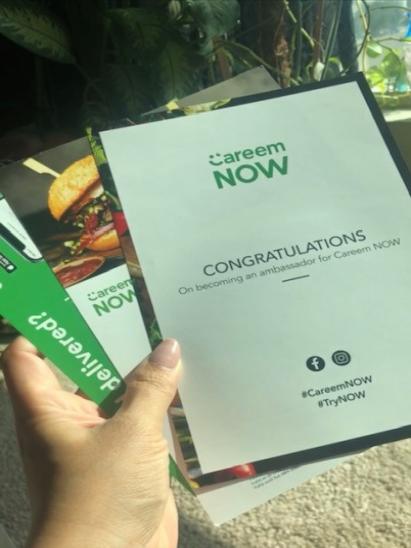 Careem
NOW
CONGRATULATIONS
On becoming an ambassador for Careem NOW
#CareemNOW
#TryNOW
Careem
NOW
delivered?